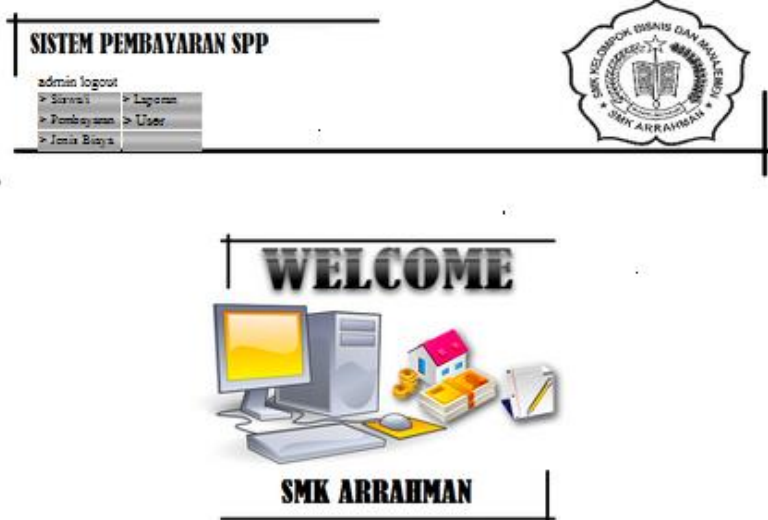 SISTEM PEMBAYARAN SPP
SMK KELOMPOK BISNIS DAN MANAJEMEN
SMK ARRAHMAN
admin logout
> Laporan
> Pembayaran > User
> Jenis Biaya
WELCOME
SMK ARRAHMAN